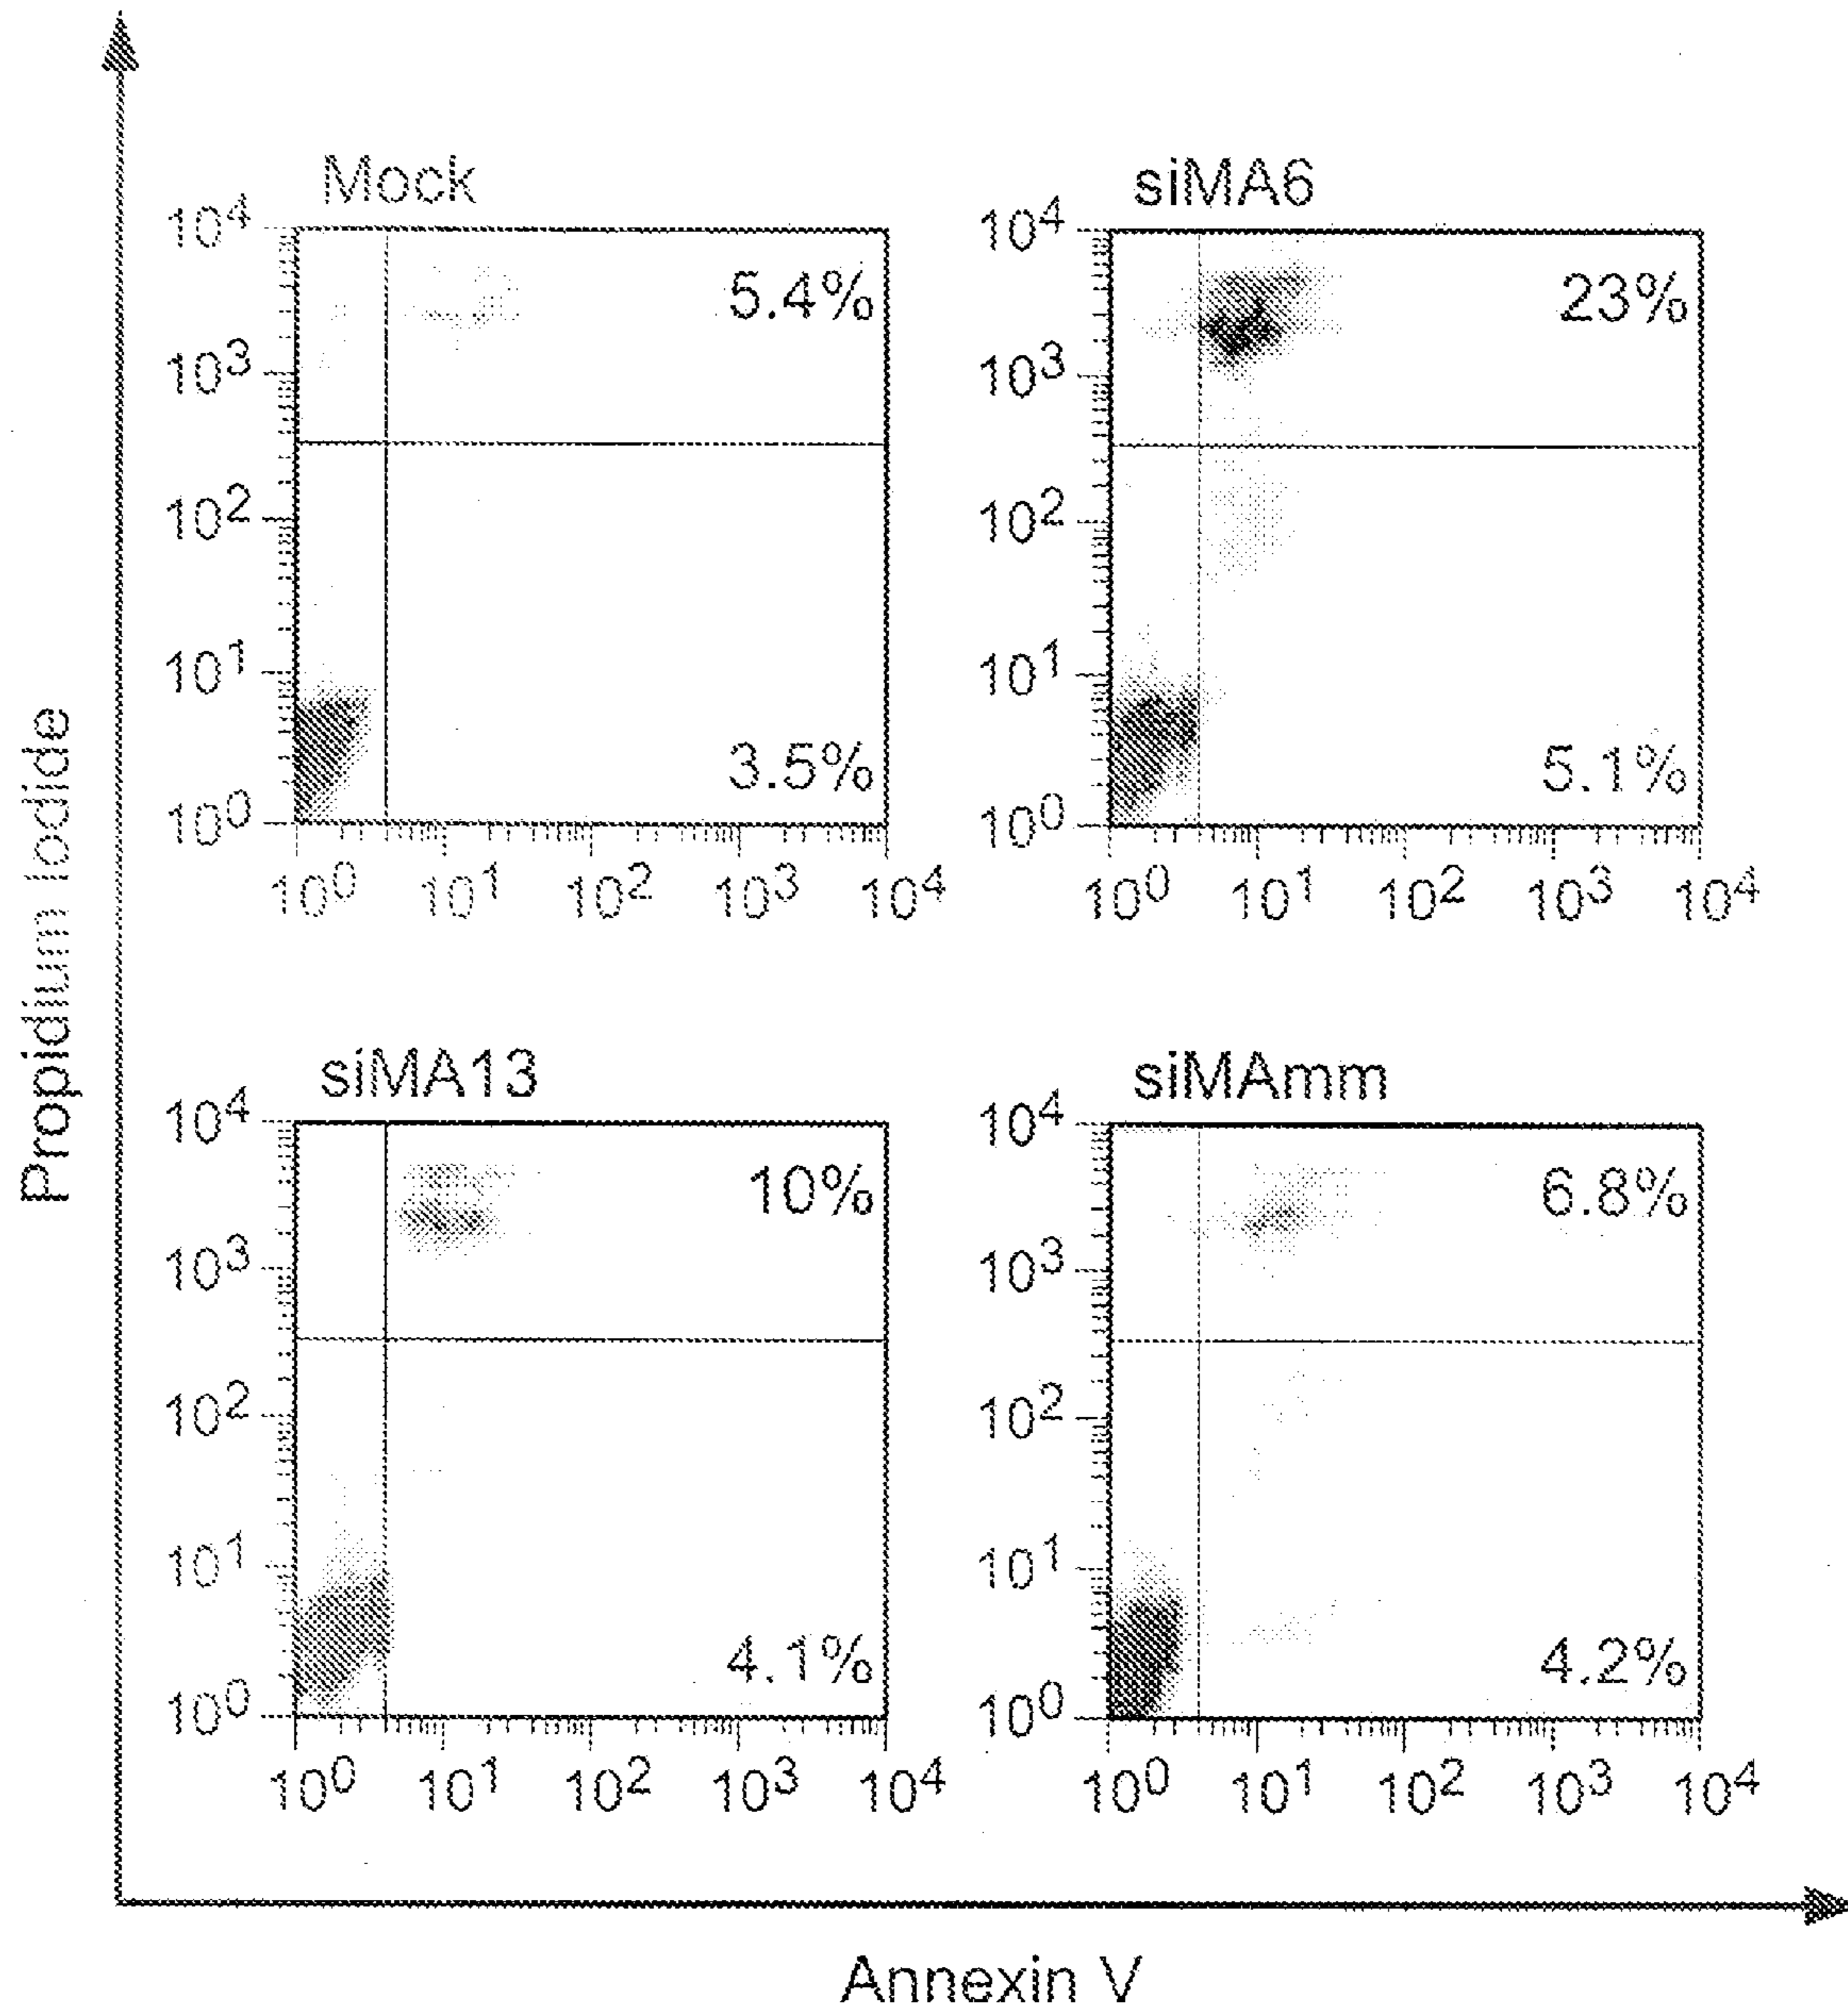 Propidium Iodide
Mock
10⁴
10³
10²
10¹
10⁰
5.4%
3.5%
10⁰ 10¹ 10² 10³ 10⁴
siMA6
10⁴
10³
10²
10¹
10⁰
23%
5.1%
10⁰ 10¹ 10² 10³ 10⁴
siMA13
10⁴
10³
10²
10¹
10⁰
10%
4.1%
10⁰ 10¹ 10² 10³ 10⁴
siMAmm
10⁴
10³
10²
10¹
10⁰
6.8%
4.2%
10⁰ 10¹ 10² 10³ 10⁴
Annexin V